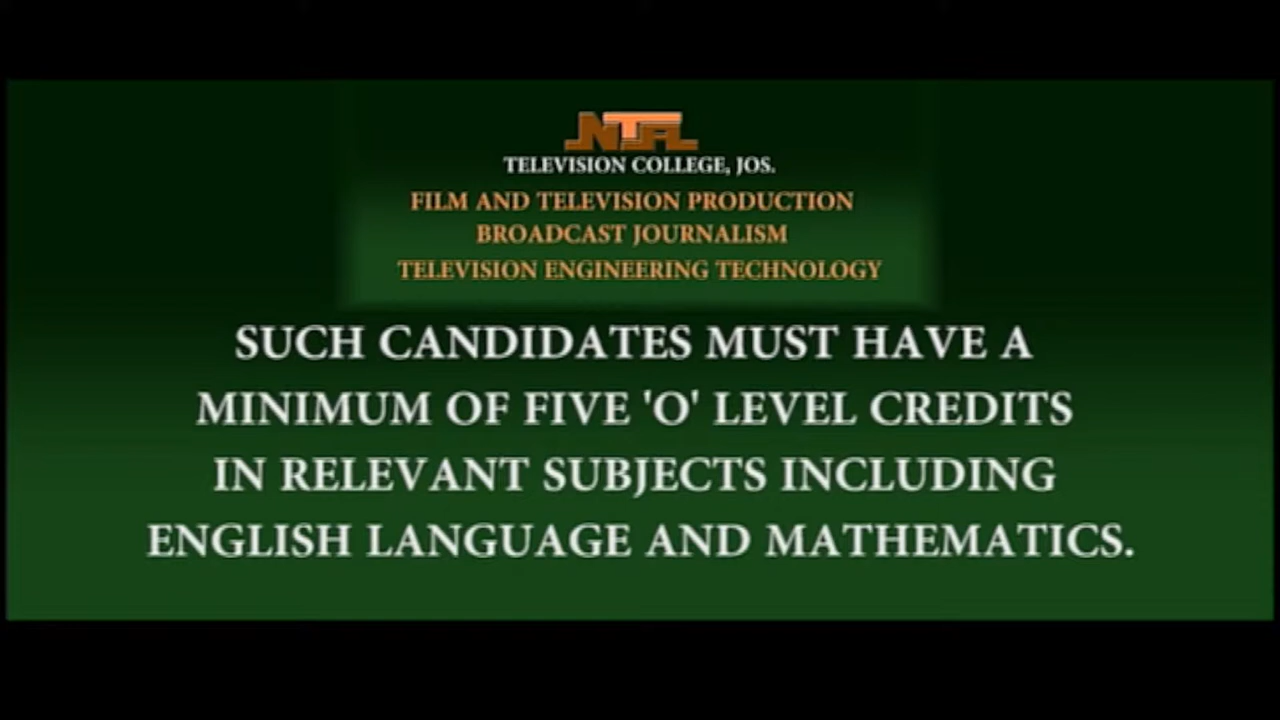 NTA
TELEVISION COLLEGE, JOS.
FILM AND TELEVISION PRODUCTION
BROADCAST JOURNALISM
TELEVISION ENGINEERING TECHNOLOGY
SUCH CANDIDATES MUST HAVE A
MINIMUM OF FIVE 'O' LEVEL CREDITS
IN RELEVANT SUBJECTS INCLUDING
ENGLISH LANGUAGE AND MATHEMATICS.